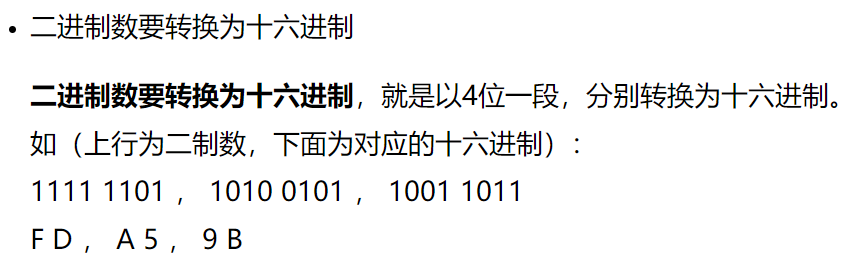 • 二进制数要转换为十六进制
二进制数要转换为十六进制，就是以4位一段，分别转换为十六进制。
如（上行为二制数，下面为对应的十六进制）：
1111 1101 ， 1010 0101 ， 1001 1011
F D ， A 5 ， 9 B